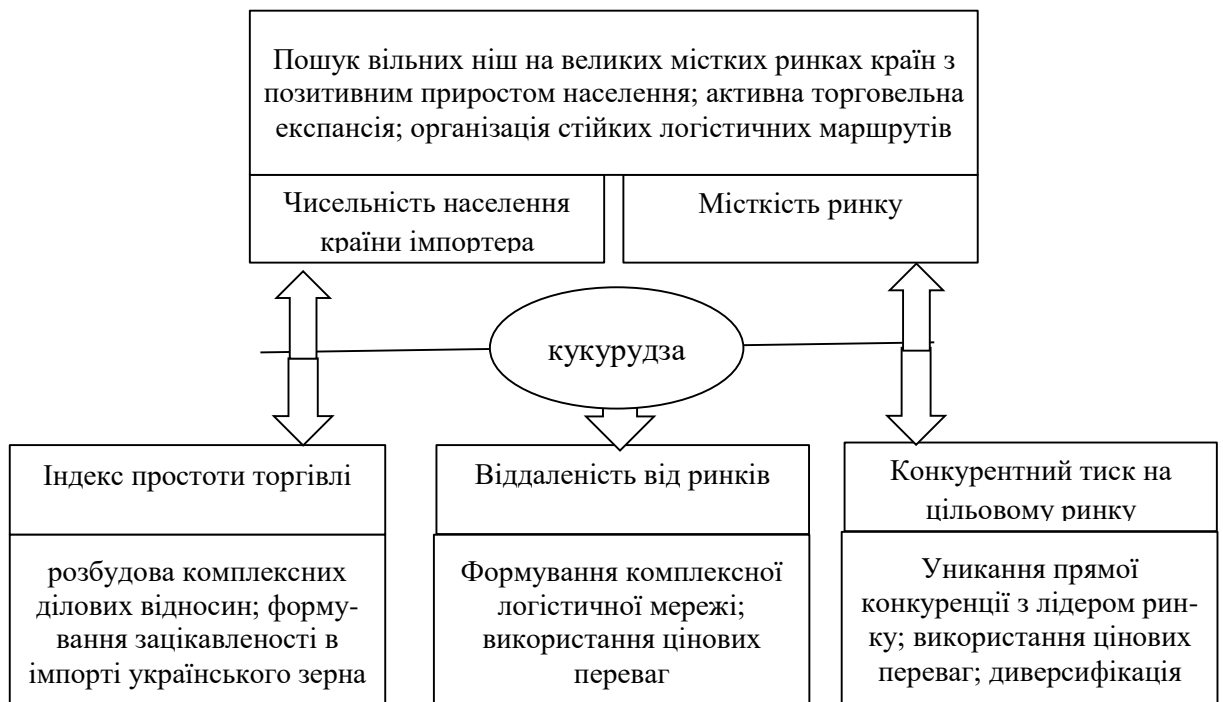 Пошук вільних ніш на великих містких ринках країн з
позитивним приростом населення; активна торговельна
експансія; організація стійких логістичних маршрутів
Чисельність населення
країни імпортера
Місткість ринку
кукурудза
Індекс простоти торгівлі
Віддаленість від ринків
Конкурентний тиск на
цільовому ринку
розбудова комплексних
ділових відносин; форму-
вання зацікавленості в
імпорті українського зерна
Формування комплексної
логістичної мережі;
використання цінових
переваг
Уникання прямої
конкуренції з лідером рин-
ку; використання цінових
переваг; диверсифікація